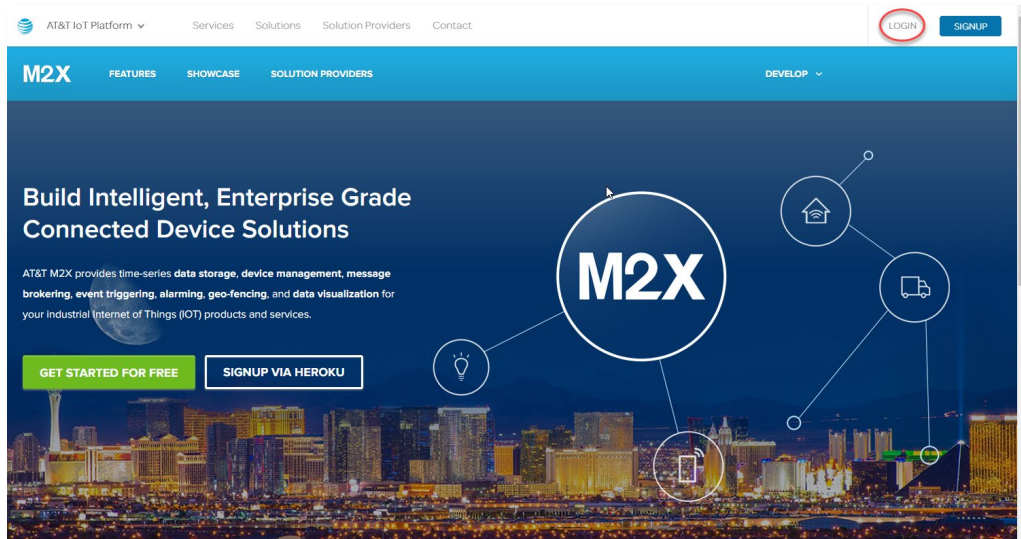 AT&T IoT Platform Services Solutions Solution Providers Contact LOGIN SIGNUP
M2X FEATURES SHOWCASE SOLUTION PROVIDERS DEVELOP
Build Intelligent, Enterprise Grade
Connected Device Solutions
AT&T M2X provides time-series data storage, device management, message
brokering, event triggering, alarming, geo-fencing, and data visualization for
your industrial Internet of Things (IOT) products and services.
GET STARTED FOR FREE SIGNUP VIA HEROKU
M2X